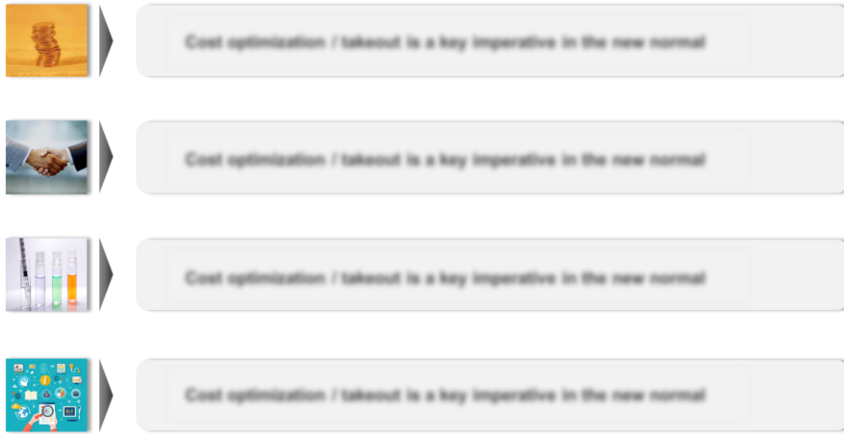 Cost optimization / takeout is a key imperative in the new normal
Cost optimization / takeout is a key imperative in the new normal
Cost optimization / takeout is a key imperative in the new normal
Cost optimization / takeout is a key imperative in the new normal